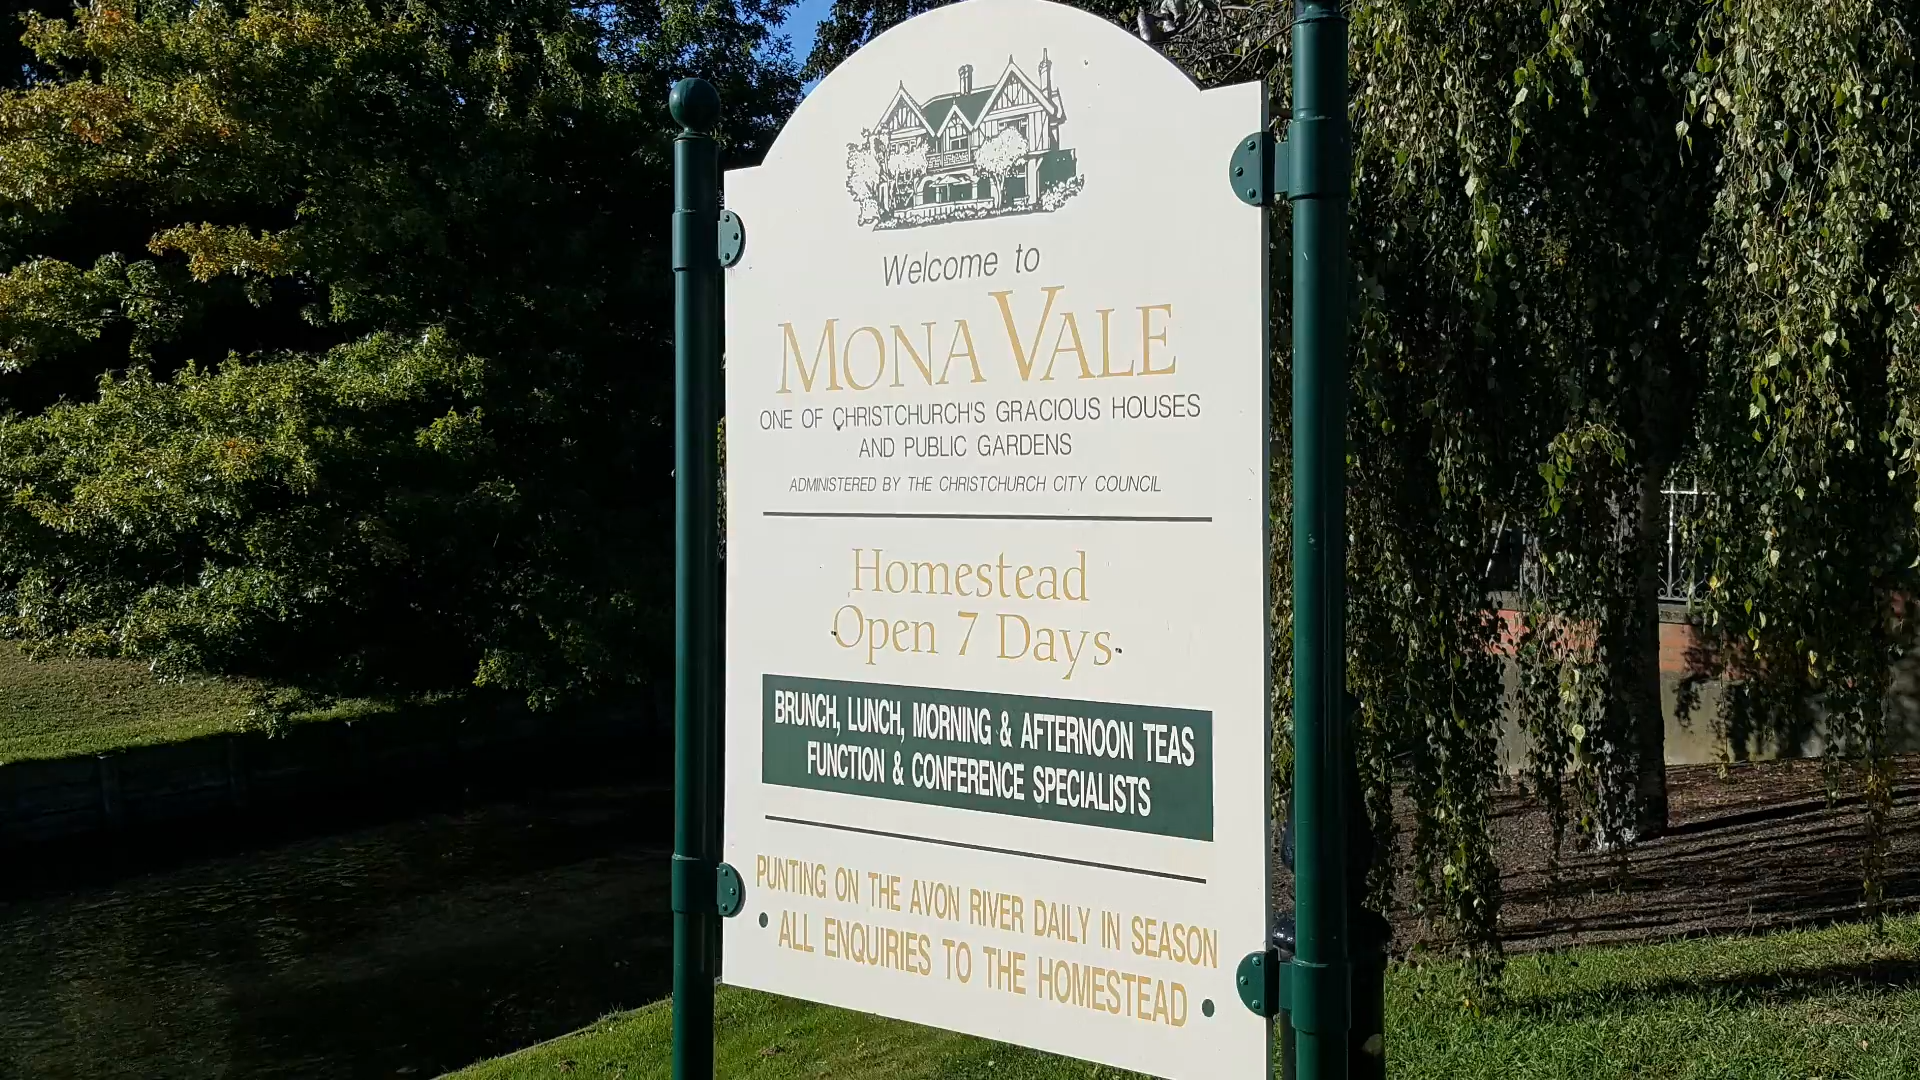 Welcome to
MONA VALE
ONE OF CHRISTCHURCH'S GRACIOUS HOUSES
AND PUBLIC GARDENS
ADMINISTERED BY THE CHRISTCHURCH CITY COUNCIL
Homestead
Open 7 Days
BRUNCH, LUNCH, MORNING & AFTERNOON TEAS
FUNCTION & CONFERENCE SPECIALISTS
PUNTING ON THE AVON RIVER DAILY IN SEASON
• ALL ENQUIRIES TO THE HOMESTEAD •